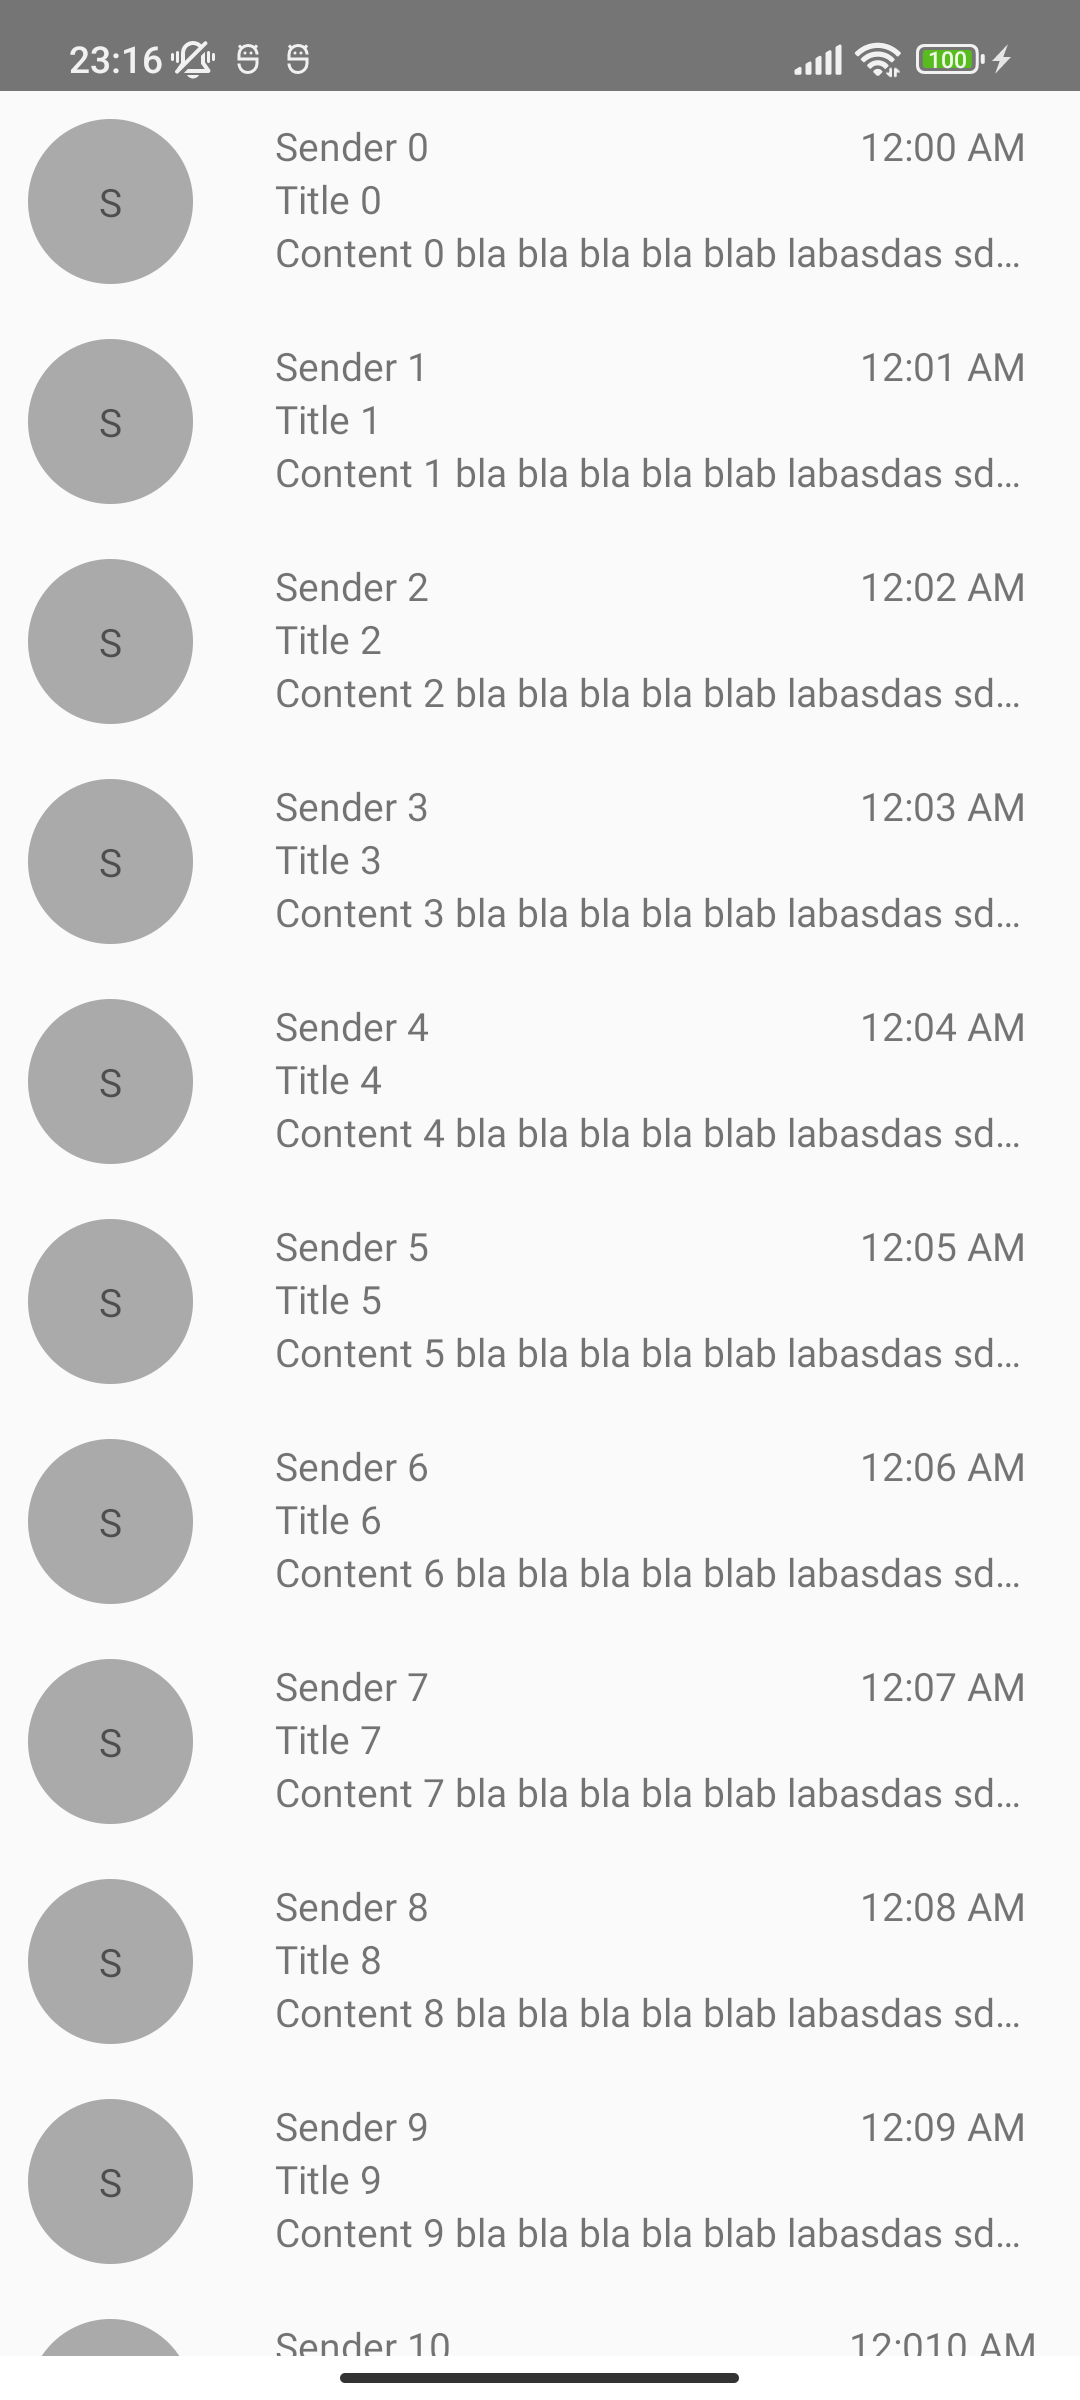 23:16 100
S Sender 0 12:00 AM
Title 0
Content 0 bla bla bla bla blab labasdas sd...
S Sender 1 12:01 AM
Title 1
Content 1 bla bla bla bla blab labasdas sd...
S Sender 2 12:02 AM
Title 2
Content 2 bla bla bla bla blab labasdas sd...
S Sender 3 12:03 AM
Title 3
Content 3 bla bla bla bla blab labasdas sd...
S Sender 4 12:04 AM
Title 4
Content 4 bla bla bla bla blab labasdas sd...
S Sender 5 12:05 AM
Title 5
Content 5 bla bla bla bla blab labasdas sd...
S Sender 6 12:06 AM
Title 6
Content 6 bla bla bla bla blab labasdas sd...
S Sender 7 12:07 AM
Title 7
Content 7 bla bla bla bla blab labasdas sd...
S Sender 8 12:08 AM
Title 8
Content 8 bla bla bla bla blab labasdas sd...
S Sender 9 12:09 AM
Title 9
Content 9 bla bla bla bla blab labasdas sd...
Sender 10 12:010 AM